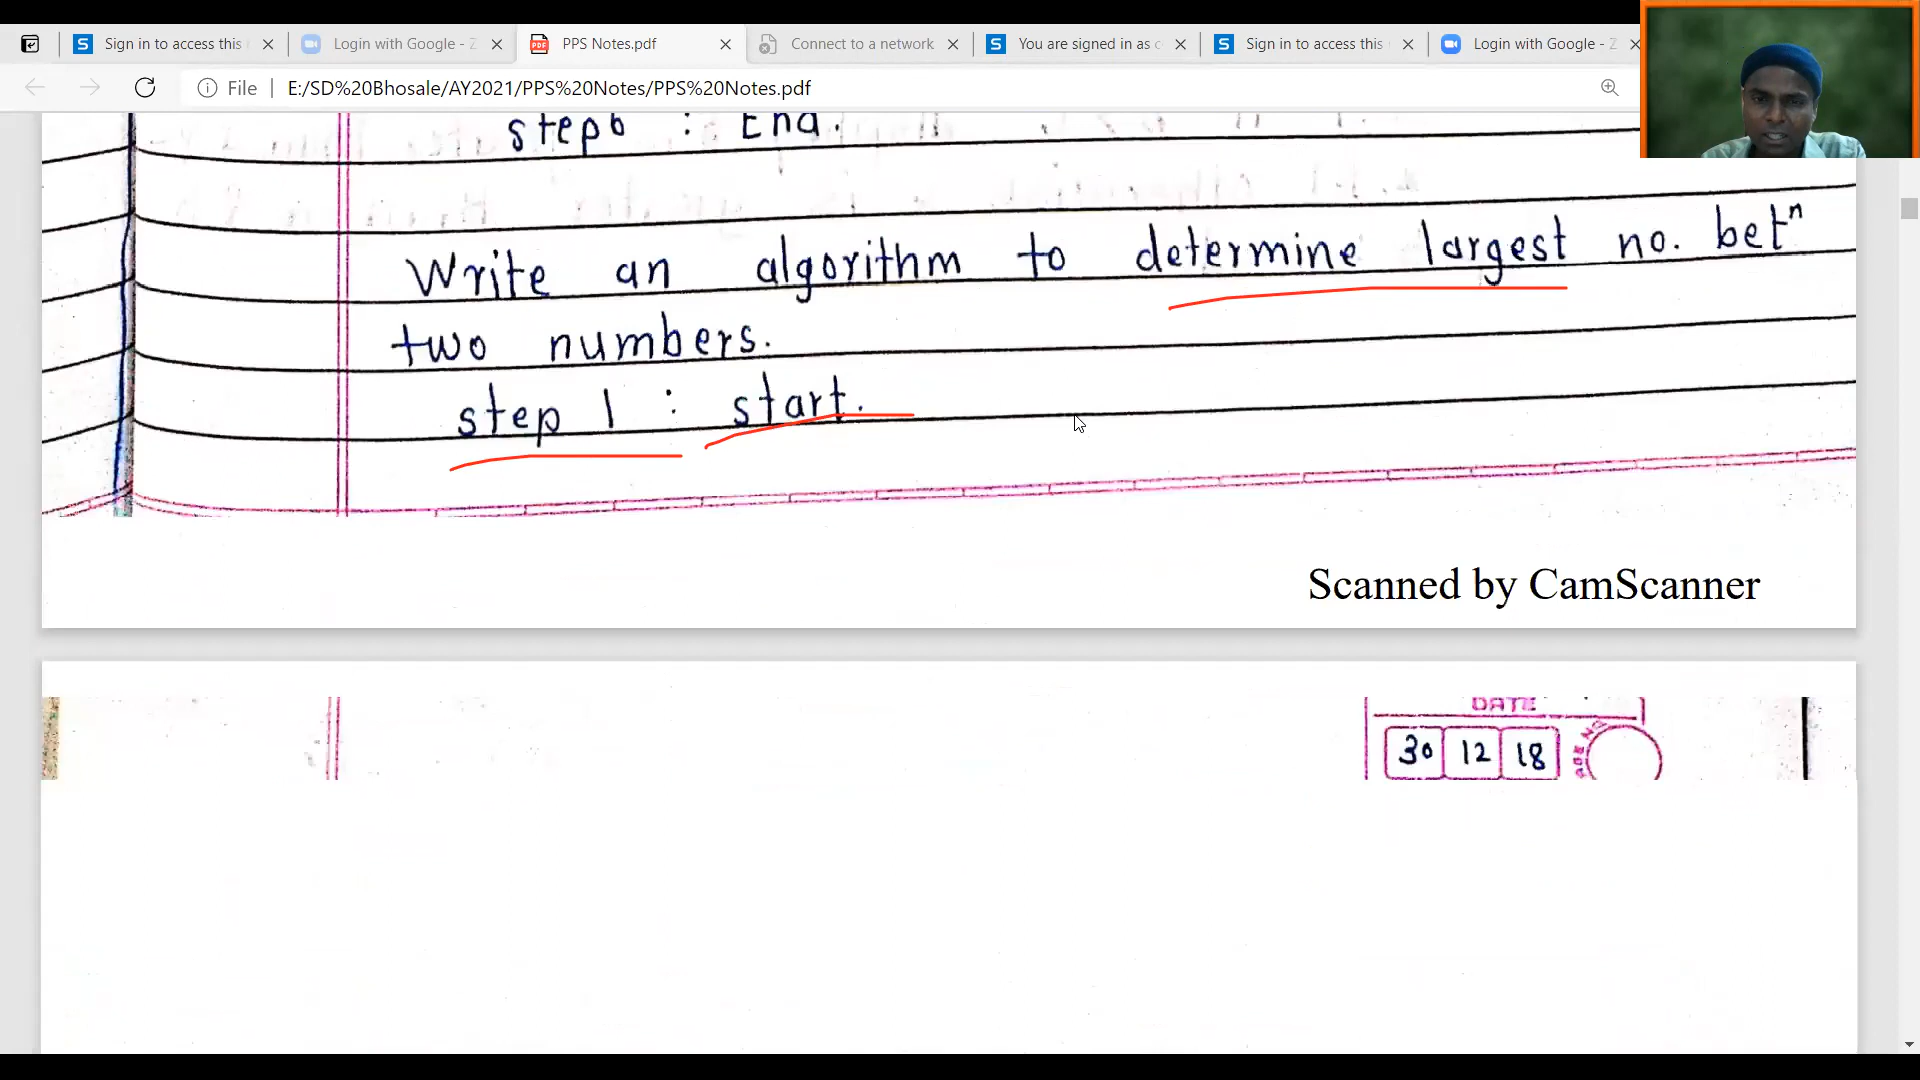 Sign in to access this
Login with Google - Z
PPS Notes.pdf
Connect to a network
You are signed in as c
Sign in to access this
Login with Google - Z
File
E:/SD%20Bhosale/AY2021/PPS%20Notes/PPS%20Notes.pdf
step6 : End.
Write an algorithm to determine largest no. betⁿ
two numbers.
step 1 : start.
Scanned by CamScanner
DATE
30 12 18